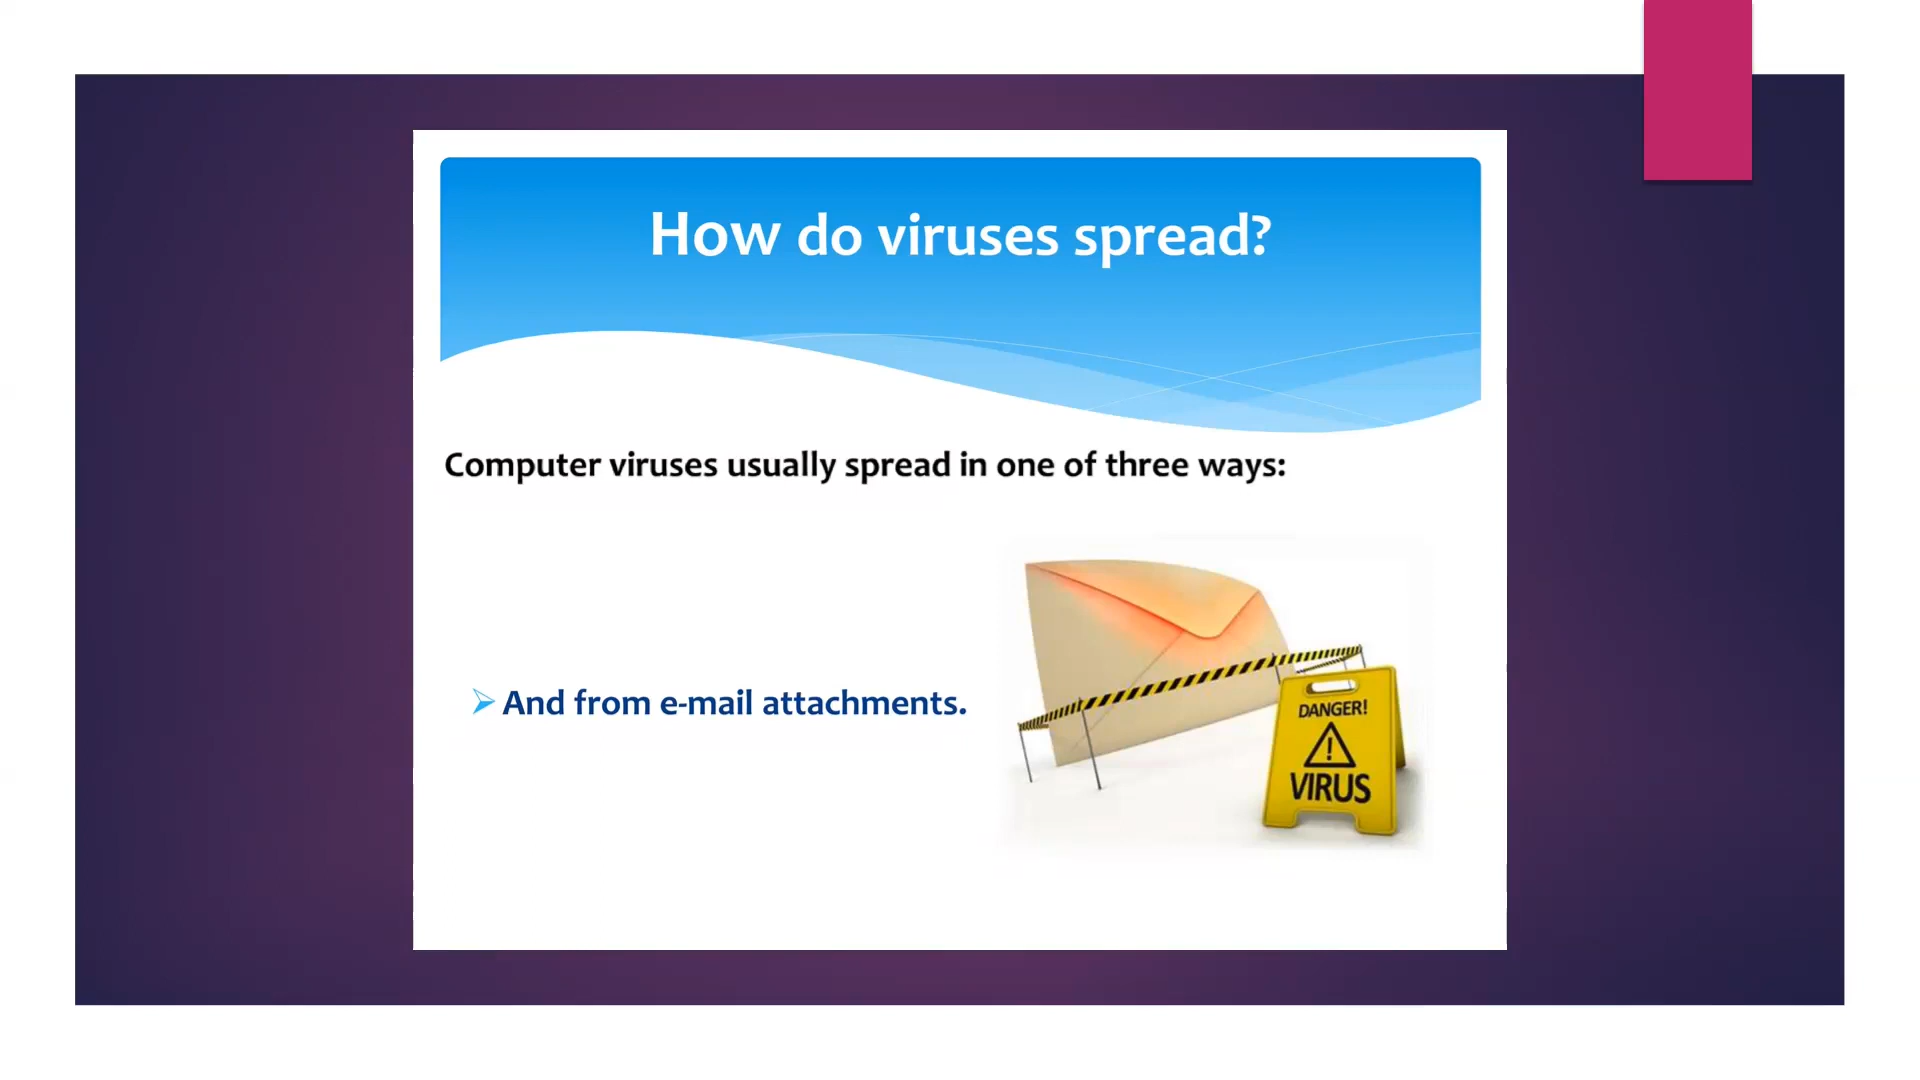 How do viruses spread?
Computer viruses usually spread in one of three ways:
And from e-mail attachments.
DANGER!
VIRUS